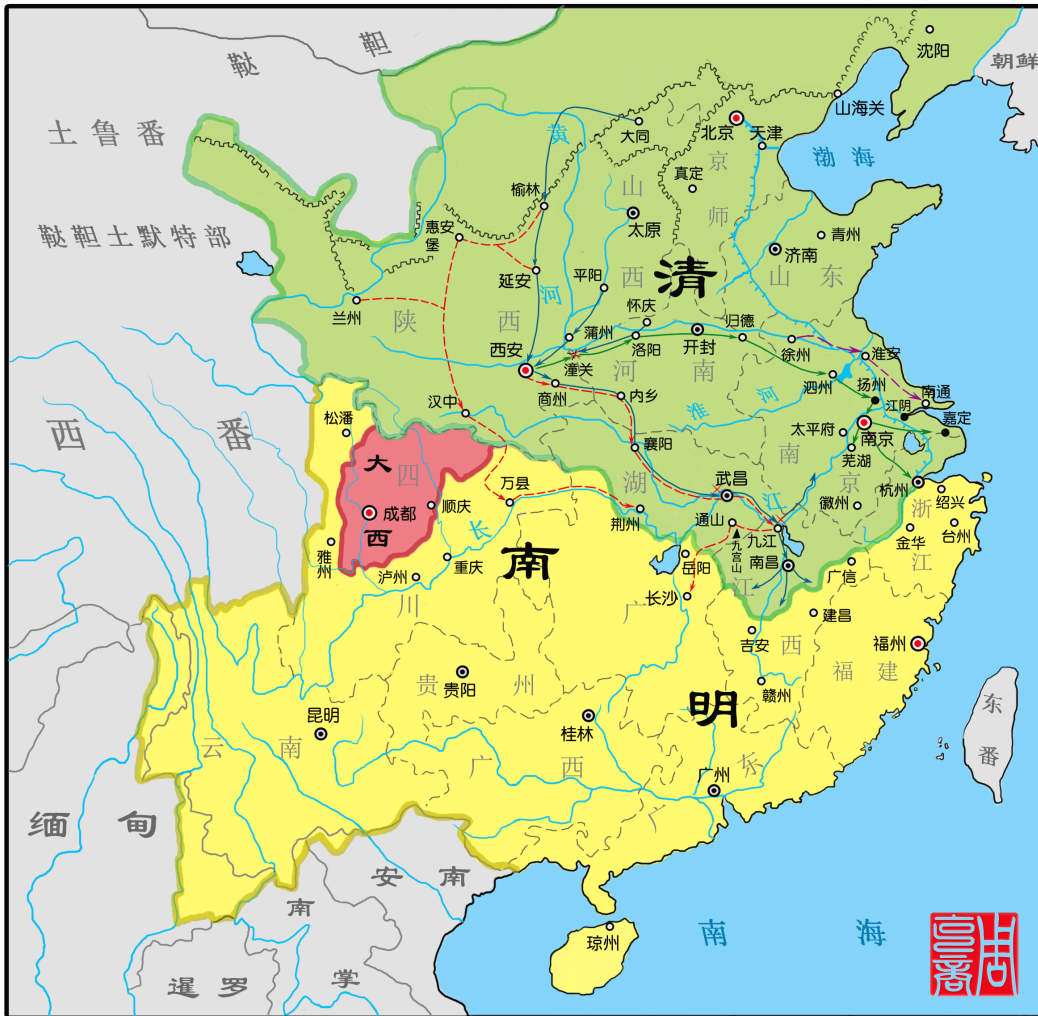 鞑靼
沈阳
朝鲜
土鲁番
山海关
大同
北京
天津
黄
渤海
京
真定
山
榆林
师
太原
惠安
堡
鞑靼土默特部
青州
济南
延安
平阳
西
清
山东
河
兰州
陕西
蒲州
怀庆
洛阳
开封
归德
徐州
淮安
西安
潼关
商州
河南
泗州
扬州
内乡
淮河
江阴
南通
嘉定
汉中
松潘
西番
襄阳
太平府
南京
芜湖
南
大
四
湖
武昌
江
京
杭州
浙
绍兴
万县
顺庆
成都
长
荆州
通山
徽州
九江
金华
台州
西
雅州
九宫山
南昌
重庆
南
岳阳
广信
江
泸州
川
广
长沙
江
建昌
吉安
西
福州
福建
贵阳
贵州
赣州
明
昆明
云南
桂林
广西
东
东番
广州
广
缅甸
安南
南
掌
琼州
南海
暹罗